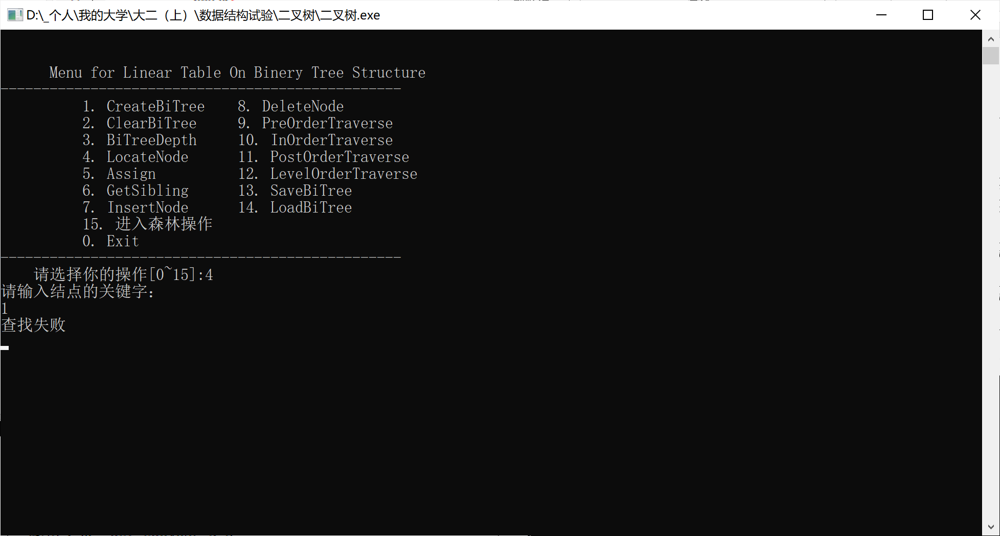 D:\_个人\我的大学\大二（上）\数据结构试验\二叉树\二叉树.exe
Menu for Linear Table On Binery Tree Structure
-------------------------------------------------
1. CreateBiTree    8. DeleteNode
2. ClearBiTree     9. PreOrderTraverse
3. BiTreeDepth     10. InOrderTraverse
4. LocateNode      11. PostOrderTraverse
5. Assign          12. LevelOrderTraverse
6. GetSibling      13. SaveBiTree
7. InsertNode      14. LoadBiTree
15. 进入森林操作
0. Exit
-------------------------------------------------
请选择你的操作[0~15]:4
请输入结点的关键字：
1
查找失败